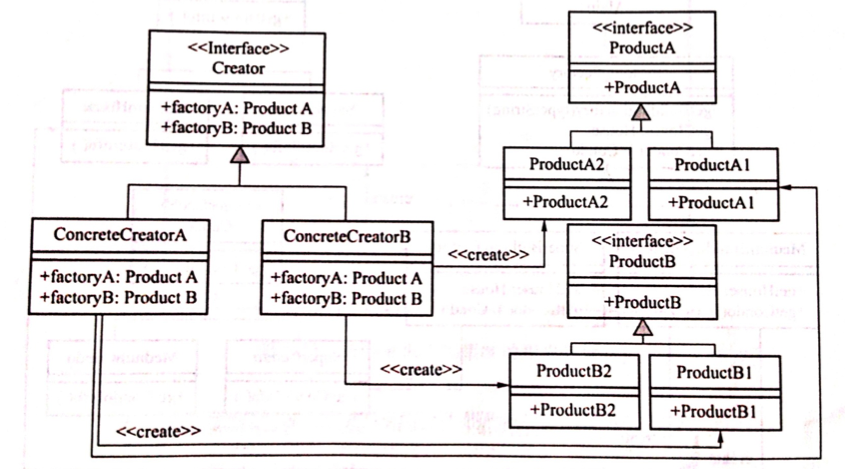 <<Interface>>
Creator
+factoryA: Product A
+factoryB: Product B
<<interface>>
ProductA
+ProductA
ProductA2
+ProductA2
ProductA1
+ProductA1
ConcreteCreatorA
+factoryA: Product A
+factoryB: Product B
ConcreteCreatorB
+factoryA: Product A
+factoryB: Product B
<<create>>
<<interface>>
ProductB
+ProductB
<<create>>
ProductB2
+ProductB2
ProductB1
+ProductB1
<<create>>